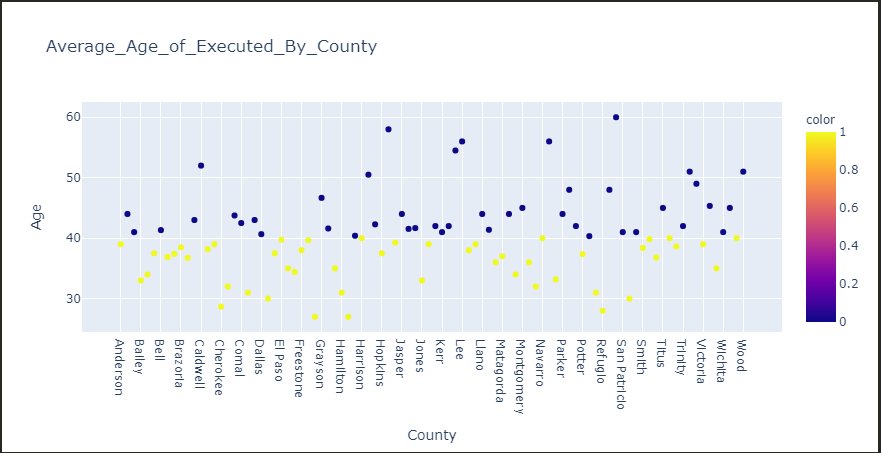 Average_Age_of_Executed_By_County
color
60
50
40
30
Age
1
0.8
0.6
0.4
0.2
0
Anderson
Bailey
Bell
Brazoria
Caldwell
Cherokee
Comal
Dallas
El Paso
Freestone
Grayson
Hamilton
Harrison
Hopkins
Jasper
Jones
Kerr
Lee
Llano
Matagorda
Montgomery
Navarro
Parker
Potter
Refugio
San Patricio
Smith
Titus
Trinity
Victoria
Wichita
Wood
County